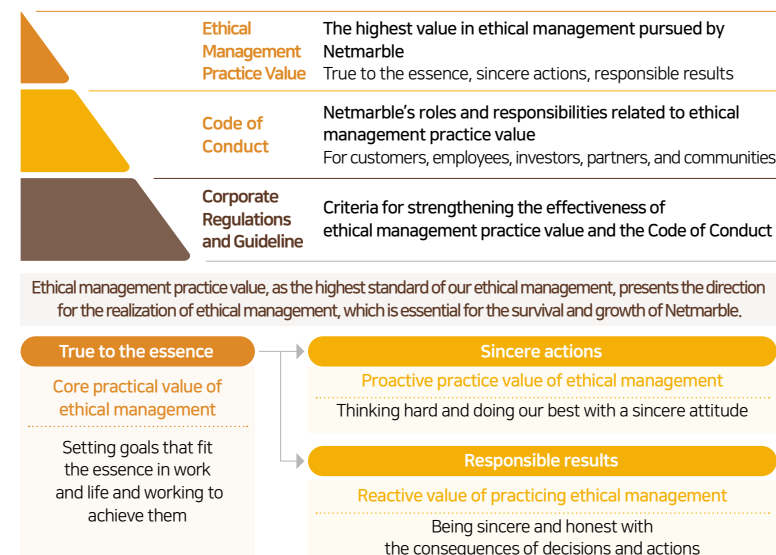 Ethical
Management
Practice Value
The highest value in ethical management pursued by
Netmarble
True to the essence, sincere actions, responsible results
Code of
Conduct
Netmarble’s roles and responsibilities related to ethical
management practice value
For customers, employees, investors, partners, and communities
Corporate
Regulations
and Guideline
Criteria for strengthening the effectiveness of
ethical management practice value and the Code of Conduct
Ethical management practice value, as the highest standard of our ethical management, presents the direction
for the realization of ethical management, which is essential for the survival and growth of Netmarble.
True to the essence
Core practical value of
ethical management
Setting goals that fit
the essence in work
and life and working to
achieve them
Sincere actions
Proactive practice value of ethical management
Thinking hard and doing our best with a sincere attitude
Responsible results
Reactive value of practicing ethical management
Being sincere and honest with
the consequences of decisions and actions